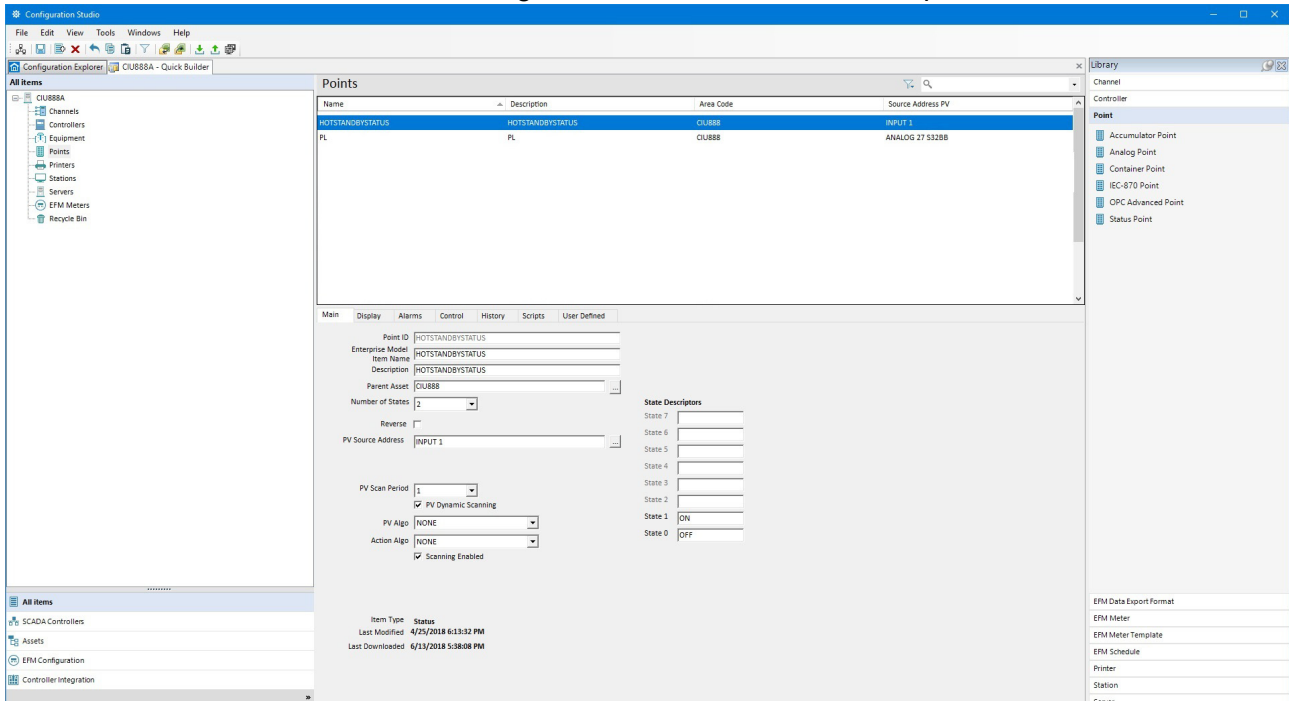 Configuration Studio
File Edit View Tools Windows Help
Configuration Explorer CIU888A - Quick Builder
All items
CIU888A
Channels
Controllers
Equipment
Points
Printers
Stations
Servers
EFM Meters
Recycle Bin
All items
SCADA Controllers
Assets
EFM Configuration
Controller Integration
»
Points
Name Description Area Code Source Address PV
HOTSTANDBYSTATUS HOTSTANDBYSTATUS CIU888 INPUT 1
PL PL CIU888 ANALOG 27 S32BB
Main Display Alarms Control History Scripts User Defined
Point ID HOTSTANDBYSTATUS
Enterprise Model
Item Name HOTSTANDBYSTATUS
Description HOTSTANDBYSTATUS
Parent Asset CIU888 ...
Number of States 2
Reverse
PV Source Address INPUT 1 ...
PV Scan Period 1
PV Dynamic Scanning
PV Algo NONE
Action Algo NONE
Scanning Enabled
State Descriptors
State 7
State 6
State 5
State 4
State 3
State 2
State 1 ON
State 0 OFF
Item Type Status
Last Modified 4/25/2018 6:13:32 PM
Last Downloaded 6/13/2018 5:38:08 PM
Library
Channel
Controller
Point
Accumulator Point
Analog Point
Container Point
IEC-870 Point
OPC Advanced Point
Status Point
EFM Data Export Format
EFM Meter
EFM Meter Template
EFM Schedule
Printer
Station